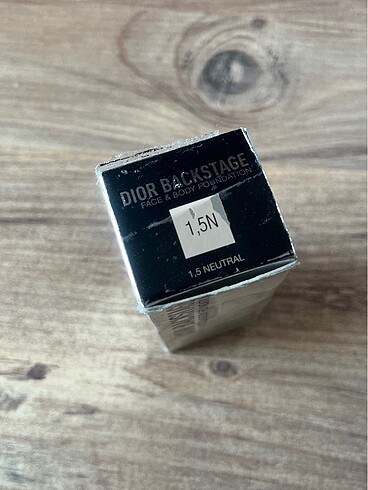 DIOR BACKSTAGE
FACE & BODY FOUNDATION
1,5N
1,5 NEUTRAL